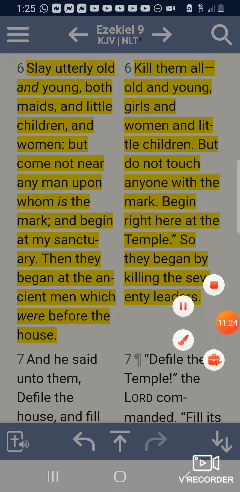 1:25
Ezekiel 9
KJV | NLT
6 Slay utterly old
and young, both
maids, and little
children, and
women: but
come not near
any man upon
whom is the
mark; and begin
at my sanctu-
ary. Then they
began at the an-
cient men which
were before the
house.
7 And he said
unto them,
Defile the
house, and fill
6 Kill them all—
old and young,
girls and
women and lit-
tle children. But
do not touch
anyone with the
mark. Begin
right here at the
Temple.” So
they began by
killing the sev-
enty leaders.
7 ¶ “Defile the
Temple!” the
LORD com-
manded. “Fill its
11:24
V RECORDER